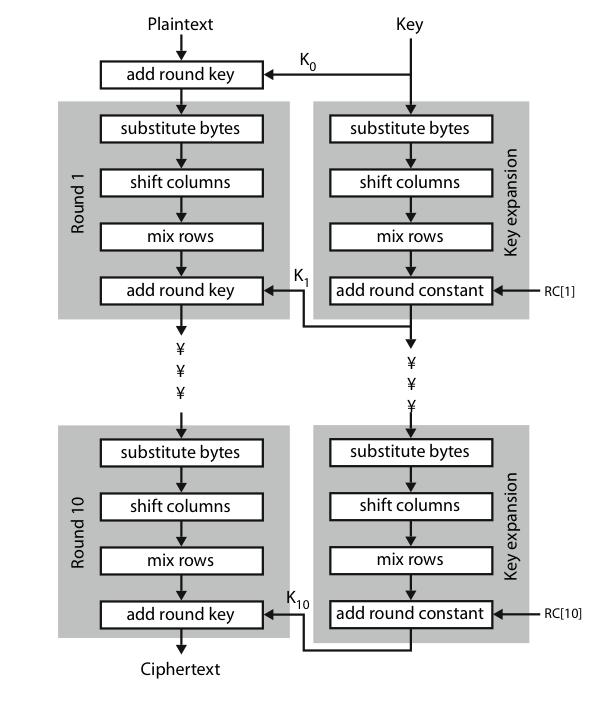 Plaintext
Key
K0
add round key
Round 1
substitute bytes
shift columns
mix rows
add round key
Key expansion
substitute bytes
shift columns
mix rows
add round constant
K1
RC[1]
¥
¥
¥
¥
¥
¥
Round 10
substitute bytes
shift columns
mix rows
add round key
Key expansion
substitute bytes
shift columns
mix rows
add round constant
K10
RC[10]
Ciphertext